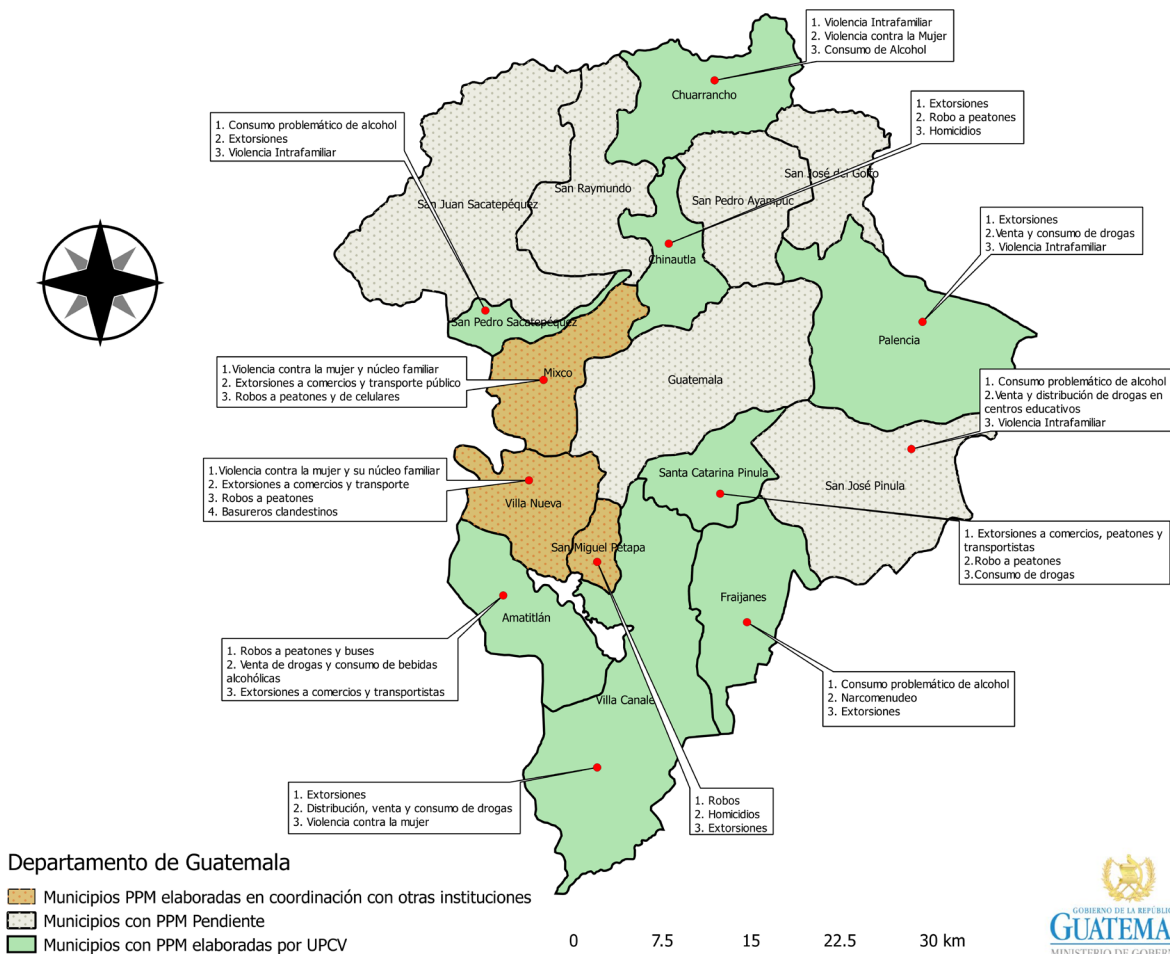 1. Violencia Intrafamiliar
2. Violencia contra la Mujer
3. Consumo de Alcohol
Chuarrancho
1. Extorsiones
2. Robo a peatones
3. Homicidios
1. Consumo problemático de alcohol
2. Extorsiones
3. Violencia Intrafamiliar
San José del Golfo
San Raymundo
San Juan Sacatepéquez
San Pedro Ayampuc
1. Extorsiones
2.Venta y consumo de drogas
3. Violencia Intrafamiliar
Chinautla
San Pedro Sacatepéquez
Palencia
1.Violencia contra la mujer y núcleo familiar
2. Extorsiones a comercios y transporte público
3. Robos a peatones y de celulares
Mixco
Guatemala
1. Consumo problemático de alcohol
2.Venta y distribución de drogas en
centros educativos
3. Violencia Intrafamiliar
1.Violencia contra la mujer y su núcleo familiar
2. Extorsiones a comercios y transporte
3. Robos a peatones
4. Basureros clandestinos
Santa Catarina Pinula
San José Pinula
Villa Nueva
San Miguel Petapa
1. Extorsiones a comercios, peatones y
transportistas
2.Robo a peatones
3.Consumo de drogas
Fraijanes
Amatitlán
1. Robos a peatones y buses
2. Venta de drogas y consumo de bebidas
alcohólicas
3. Extorsiones a comercios y transportistas
1. Consumo problemático de alcohol
2. Narcomenudeo
3. Extorsiones
Villa Canale
1. Extorsiones
2. Distribución, venta y consumo de drogas
3. Violencia contra la mujer
1. Robos
2. Homicidios
3. Extorsiones
Departamento de Guatemala
Municipios PPM elaboradas en coordinación con otras instituciones
Municipios con PPM Pendiente
Municipios con PPM elaboradas por UPCV
0 7.5 15 22.5 30 km
GOBIERNO DE LA REPÚBLIC
GUATEMA
MINISTERIO DE GOBERN